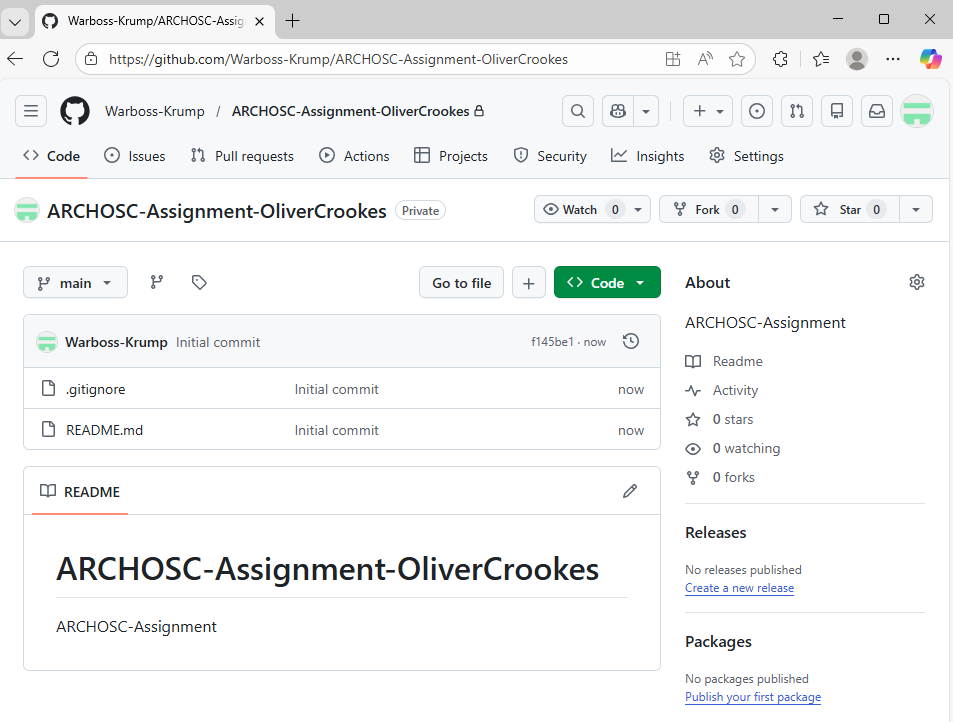 Warboss-Krump/ARCHOSC-Assig
https://github.com/Warboss-Krump/ARCHOSC-Assignment-OliverCrookes
Warboss-Krump / ARCHOSC-Assignment-OliverCrookes
Code Issues Pull requests Actions Projects Security Insights Settings
ARCHOSC-Assignment-OliverCrookes Private Watch 0 Fork 0 Star 0
main Go to file Code
Warboss-Krump Initial commit f145be1 · now
.gitignore Initial commit now
README.md Initial commit now
README
ARCHOSC-Assignment-OliverCrookes
ARCHOSC-Assignment
About
ARCHOSC-Assignment
Readme
Activity
0 stars
0 watching
0 forks
Releases
No releases published
Create a new release
Packages
No packages published
Publish your first package